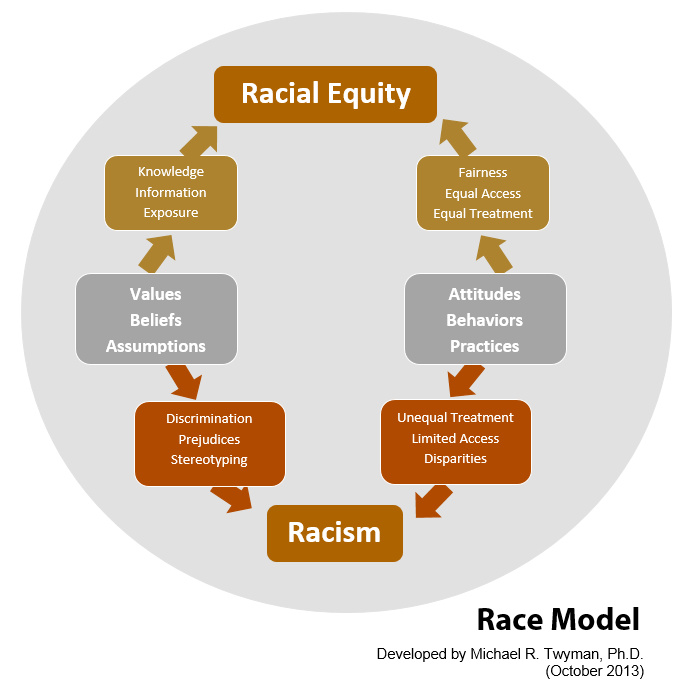 Racial Equity
Knowledge
Information
Exposure
Fairness
Equal Access
Equal Treatment
Values
Beliefs
Assumptions
Attitudes
Behaviors
Practices
Discrimination
Prejudices
Stereotyping
Unequal Treatment
Limited Access
Disparities
Racism
Race Model
Developed by Michael R. Twyman, Ph.D.
(October 2013)